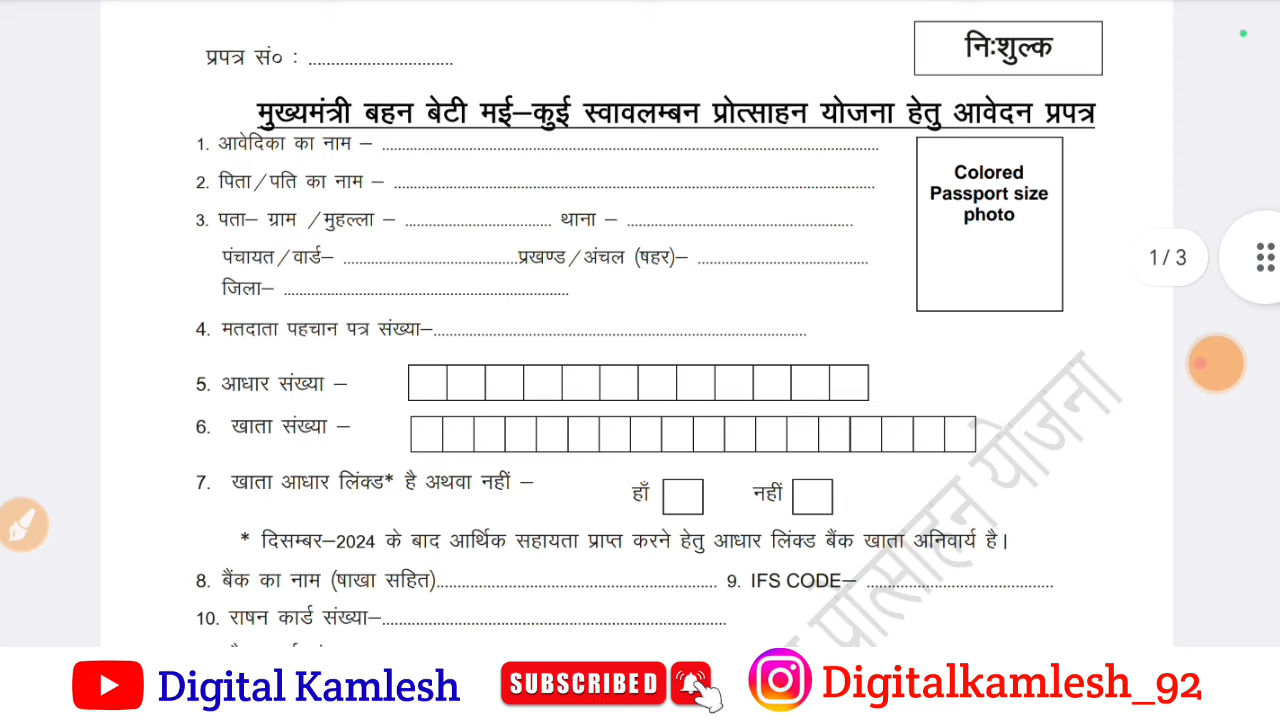 प्रपत्र सं० : ................................
निःशुल्क
मुख्यमंत्री बहन बेटी मई–कुई स्वावलम्बन प्रोत्साहन योजना हेतु आवेदन प्रपत्र
1. आवेदिका का नाम – ................................
Colored
Passport size
photo
2. पिता/पति का नाम – ................................
3. पता– ग्राम /मुहल्ला – ................................ थाना – ................................
पंचायत/वार्ड– ................................प्रखण्ड/अंचल (षहर)– ................................
जिला– ................................
1 / 3
4. मतदाता पहचान पत्र संख्या–................................
5. आधार संख्या –
6. खाता संख्या –
7. खाता आधार लिंक्ड* है अथवा नहीं – हाँ नहीं
* दिसम्बर–2024 के बाद आर्थिक सहायता प्राप्त करने हेतु आधार लिंक्ड बैंक खाता अनिवार्य है।
8. बैंक का नाम (षाखा सहित)................................ 9. IFS CODE– ................................
10. राषन कार्ड संख्या–................................
प्रोत्साहन योजना
Digital Kamlesh
SUBSCRIBED
Digitalkamlesh_92